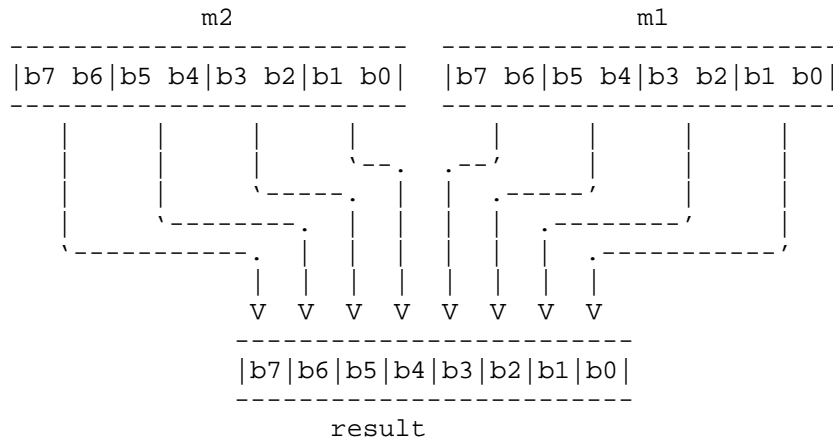 m2 m1
|b7 b6|b5 b4|b3 b2|b1 b0| |b7 b6|b5 b4|b3 b2|b1 b0|
V V V V V V V V
|b7|b6|b5|b4|b3|b2|b1|b0|
result